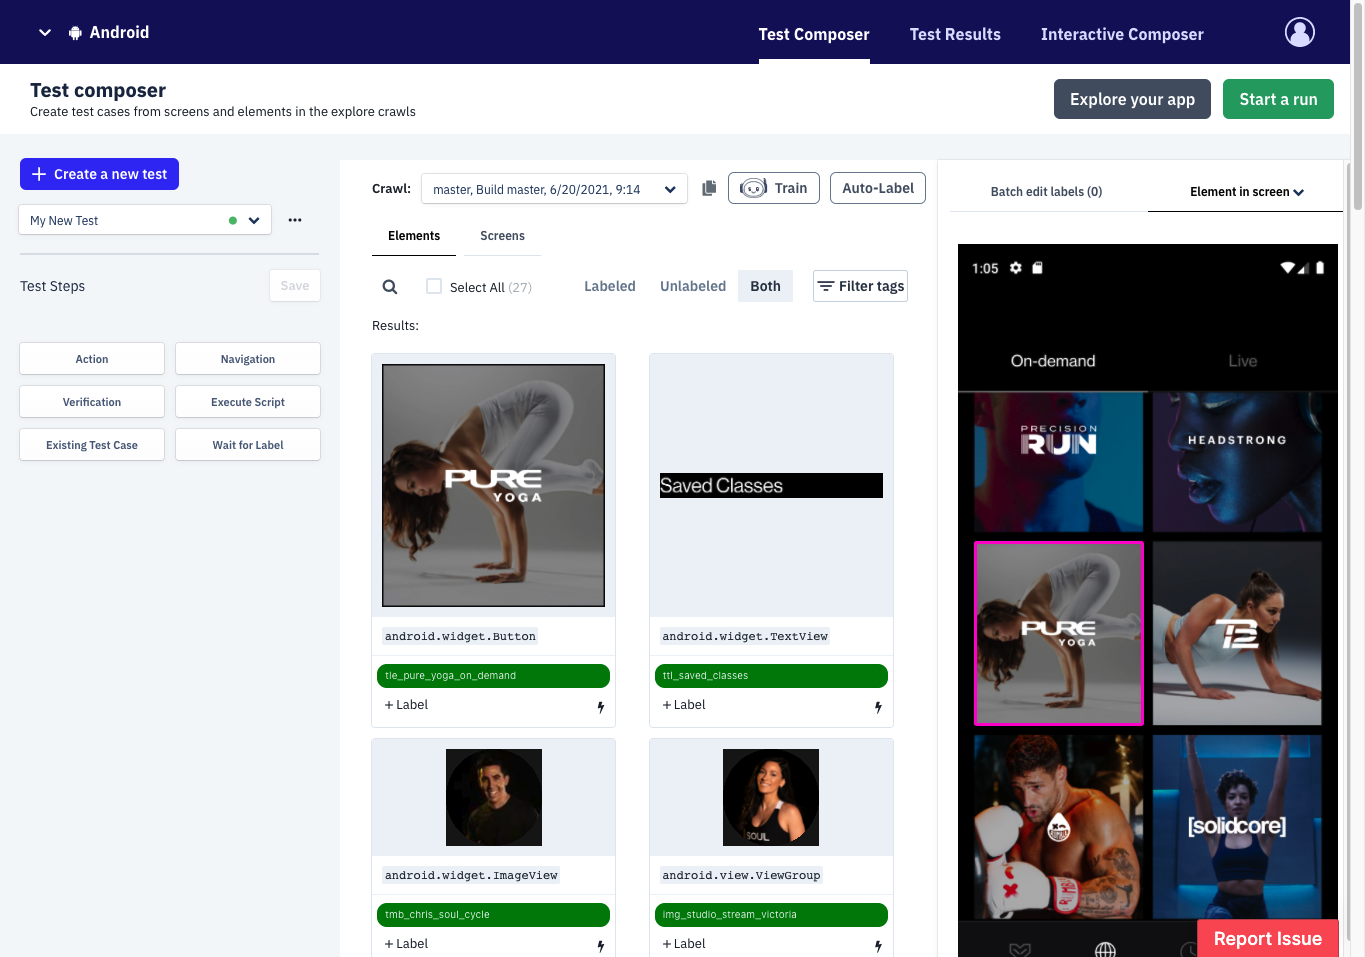 Android
Test Composer
Test Results
Interactive Composer
Test composer
Create test cases from screens and elements in the explore crawls
Explore your app
Start a run
+ Create a new test
My New Test
...
Test Steps
Save
Action
Navigation
Verification
Execute Script
Existing Test Case
Wait for Label
Crawl:
master, Build master, 6/20/2021, 9:14
Train
Auto-Label
Elements
Screens
Select All (27)
Labeled
Unlabeled
Both
Filter tags
Results:
PURE
YOGA
Saved Classes
android.widget.Button
android.widget.TextView
tle_pure_yoga_on_demand
ttl_saved_classes
+ Label
+ Label
SOUL
android.widget.ImageView
android.view.ViewGroup
tmb_chris_soul_cycle
img_studio_stream_victoria
+ Label
+ Label
Batch edit labels (0)
Element in screen
1:05
On-demand
Live
PRECISION
RUN
HEADSTRONG
PURE
YOGA
[solidcore]
Report Issue